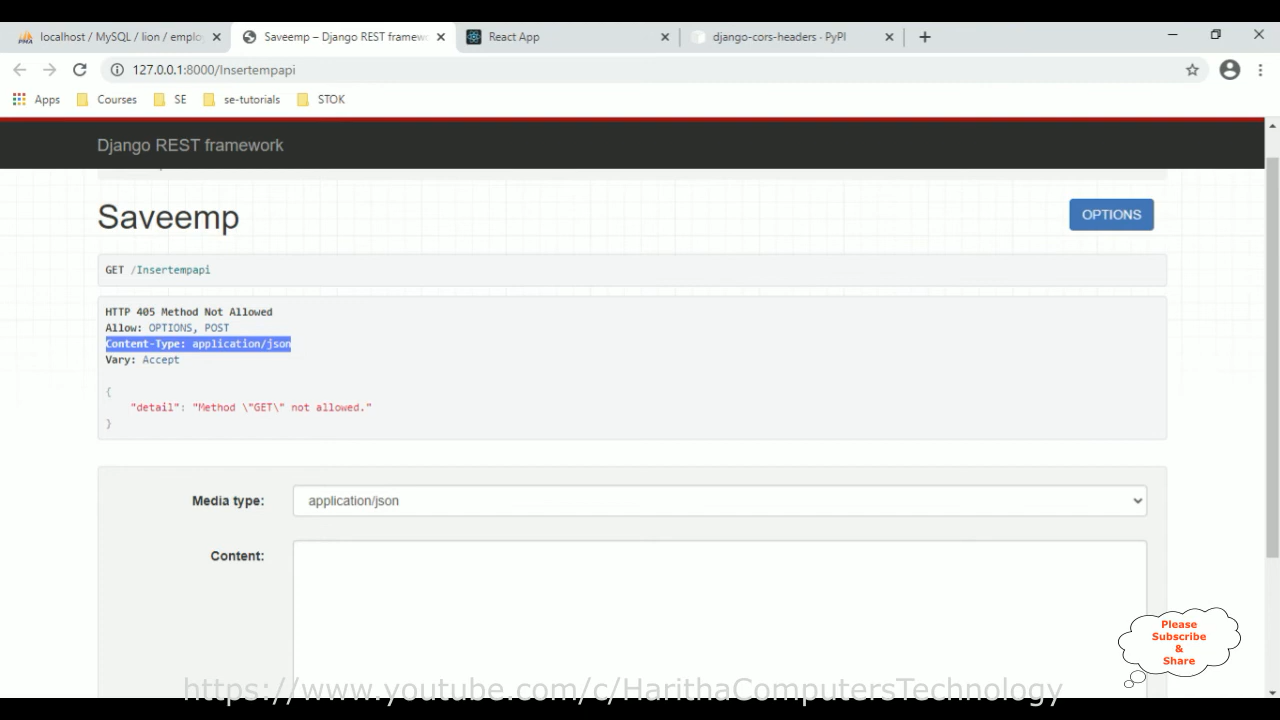 localhost / MySQL / lion / emplo
Saveemp – Django REST framew
React App
django-cors-headers · PyPI
127.0.0.1:8000/Insertempapi
Apps
Courses
SE
se-tutorials
STOK
Django REST framework
Saveemp
OPTIONS
GET /Insertempapi
HTTP 405 Method Not Allowed
Allow: OPTIONS, POST
Content-Type: application/json
Vary: Accept
{
"detail": "Method \"GET\" not allowed."
}
Media type:
application/json
Content:
Please
Subscribe
&
Share
https://www.youtube.com/c/HarithaComputersTechnology